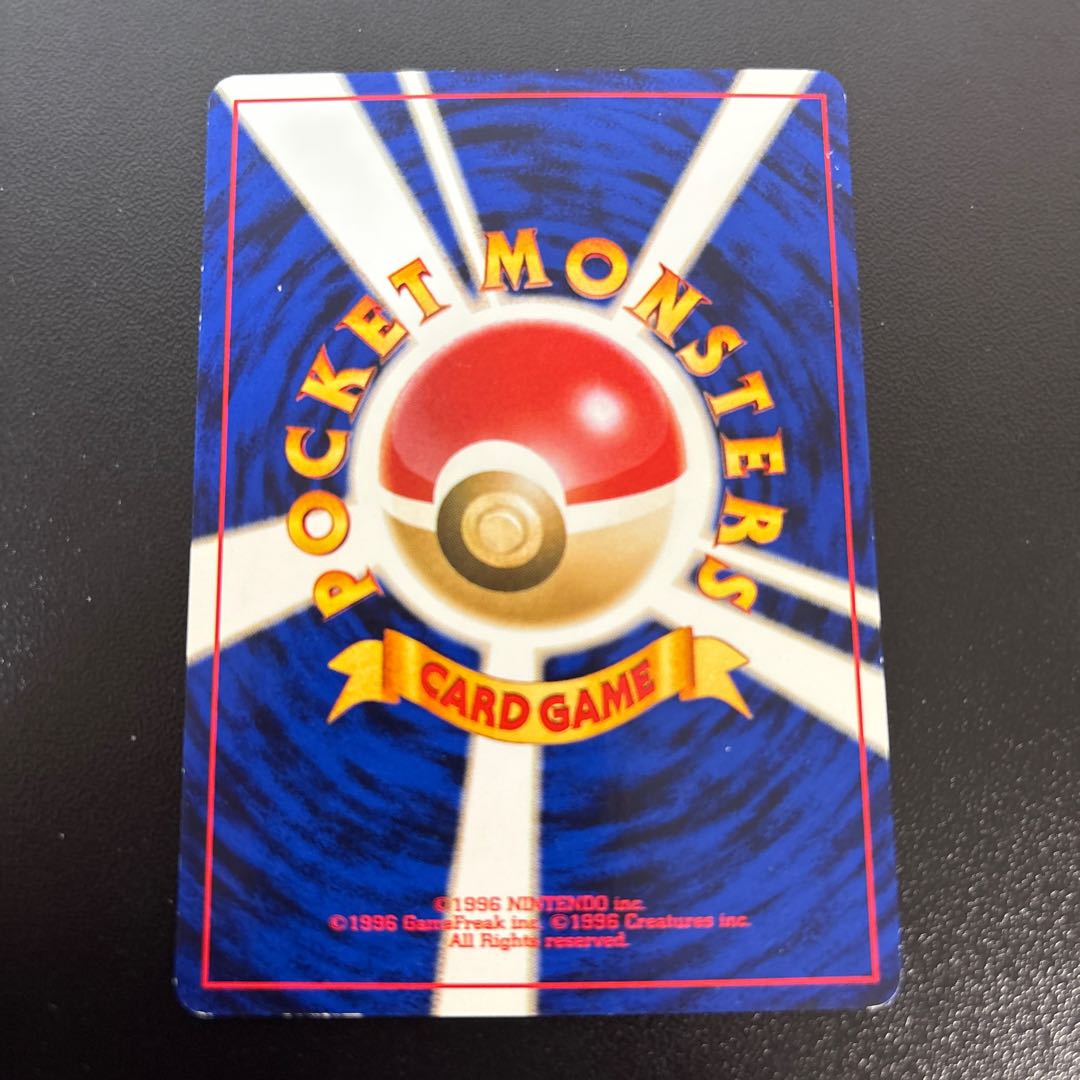 POCKET MONSTERS
CARD GAME
©1996 NINTENDO inc.
©1996 GameFreak inc. ©1996 Creatures inc.
All Rights reserved.